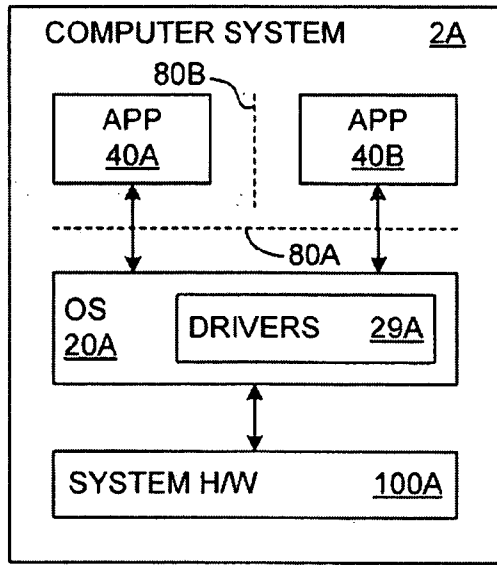 COMPUTER SYSTEM 2A
80B
APP
40A
APP
40B
80A
OS
20A
DRIVERS 29A
SYSTEM H/W 100A